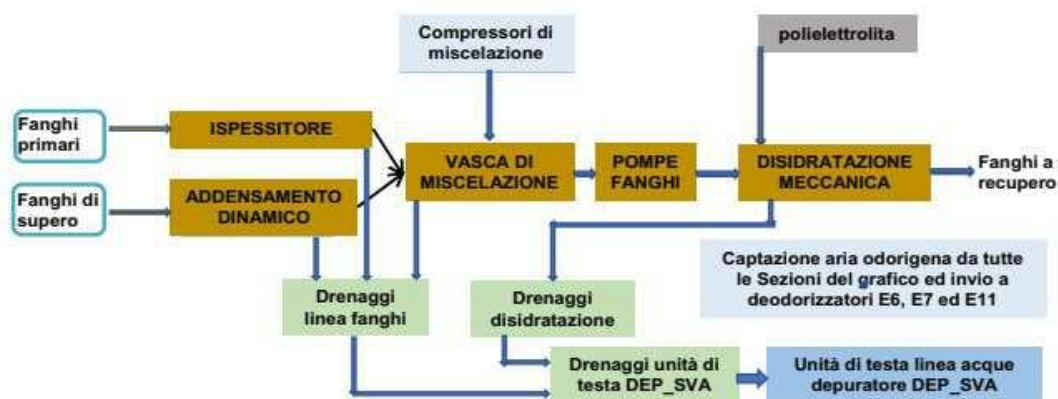 Compressori di
miscelazione
polielettrolita
Fanghi
primari
ISPESSITORE
Fanghi di
supero
ADDENSAMENTO
DINAMICO
VASCA DI
MISCELAZIONE
POMPE
FANGHI
DISIDRATAZIONE
MECCANICA
Fanghi a
recupero
Captazione aria odorigena da tutte
le Sezioni del grafico ed invio a
deodorizzatori E6, E7 ed E11
Drenaggi
linea fanghi
Drenaggi
disidratazione
Drenaggi unità di
testa DEP_SVA
Unità di testa linea acque
depuratore DEP_SVA